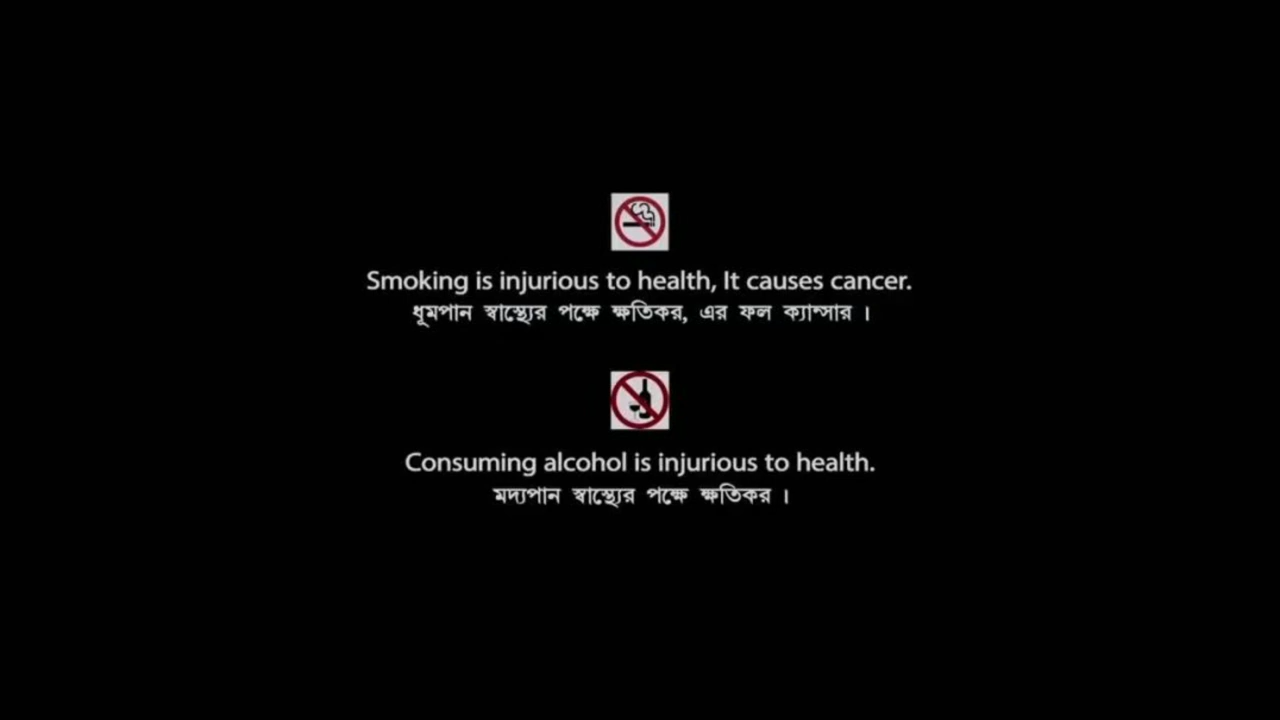 Smoking is injurious to health, It causes cancer.
ধূমপান স্বাস্থ্যের পক্ষে ক্ষতিকর, এর ফল ক্যান্সার ।
Consuming alcohol is injurious to health.
মদ্যপান স্বাস্থ্যের পক্ষে ক্ষতিকর ।